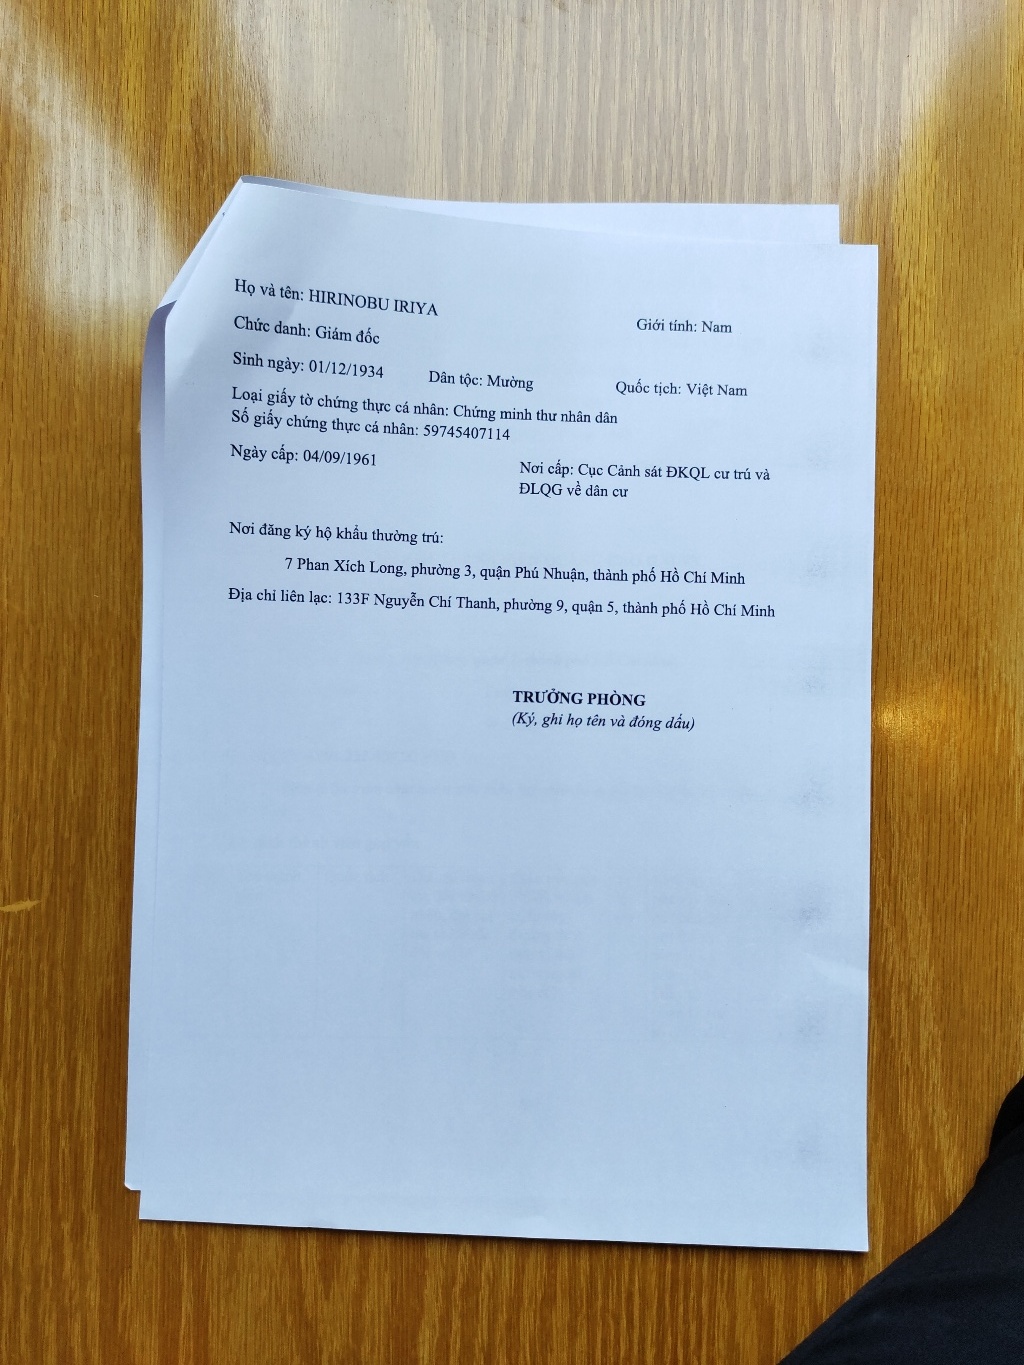 Họ và tên: HIRINOBU IRIYA
Giới tính: Nam
Chức danh: Giám đốc
Sinh ngày: 01/12/1934 Dân tộc: Mường Quốc tịch: Việt Nam
Loại giấy tờ chứng thực cá nhân: Chứng minh thư nhân dân
Số giấy chứng thực cá nhân: 59745407114
Ngày cấp: 04/09/1961
Nơi cấp: Cục Cảnh sát ĐKQL cư trú và
ĐLQG về dân cư
Nơi đăng ký hộ khẩu thường trú:
7 Phan Xích Long, phường 3, quận Phú Nhuận, thành phố Hồ Chí Minh
Địa chỉ liên lạc: 133F Nguyễn Chí Thanh, phường 9, quận 5, thành phố Hồ Chí Minh
TRƯỞNG PHÒNG
(Ký, ghi họ tên và đóng dấu)